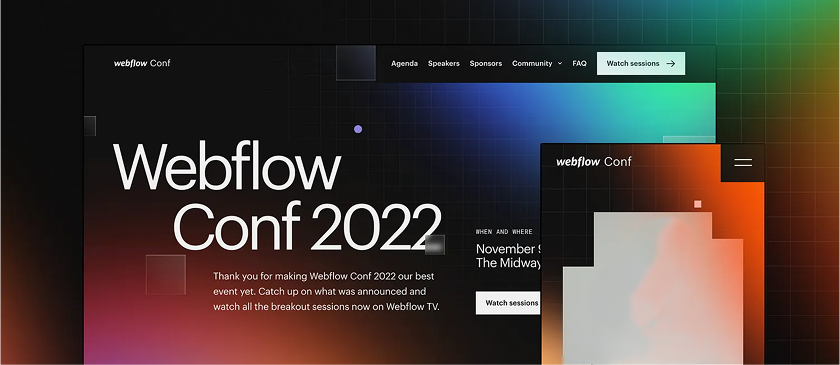 webflow Conf
Agenda Speakers Sponsors Community FAQ Watch sessions
Webflow
Conf 2022
Thank you for making Webflow Conf 2022 our best
event yet. Catch up on what was announced and
watch all the breakout sessions now on Webflow TV.
WHEN AND WHERE
November 9
The Midway
Watch sessions
webflow Conf